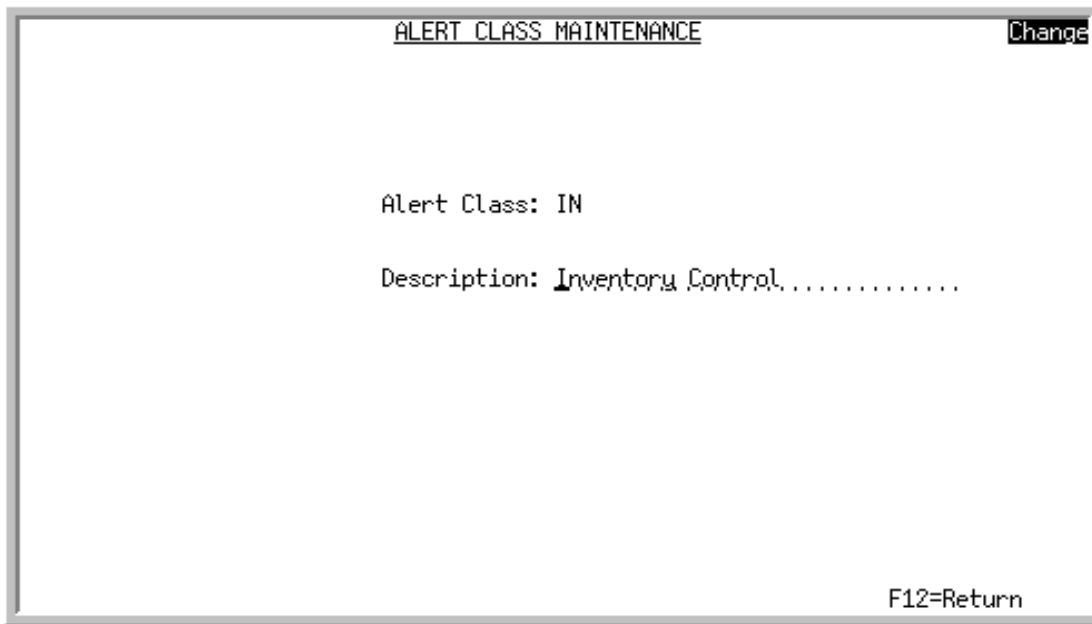 ALERT CLASS MAINTENANCE Change
Alert Class: IN
Description: Inventory Control..............
F12=Return